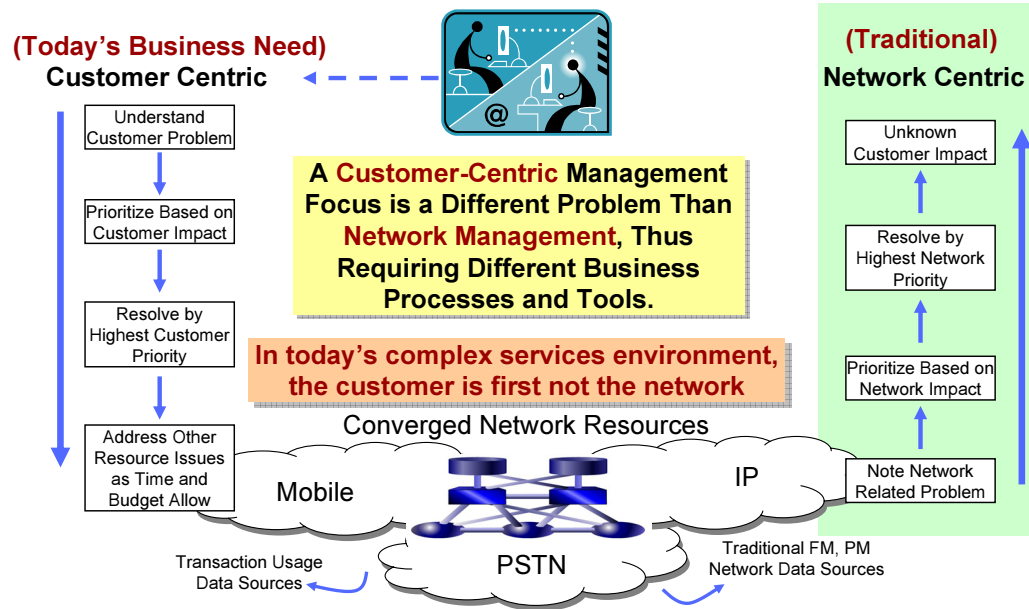 (Today's Business Need)
Customer Centric
Understand
Customer Problem
Prioritize Based on
Customer Impact
Resolve by
Highest Customer
Priority
Address Other
Resource Issues
as Time and
Budget Allow
@
A Customer-Centric Management
Focus is a Different Problem Than
Network Management, Thus
Requiring Different Business
Processes and Tools.
In today's complex services environment,
the customer is first not the network
Converged Network Resources
Mobile
IP
PSTN
Transaction Usage
Data Sources
Traditional FM, PM
Network Data Sources
(Traditional)
Network Centric
Unknown
Customer Impact
Resolve by
Highest Network
Priority
Prioritize Based on
Network Impact
Note Network
Related Problem